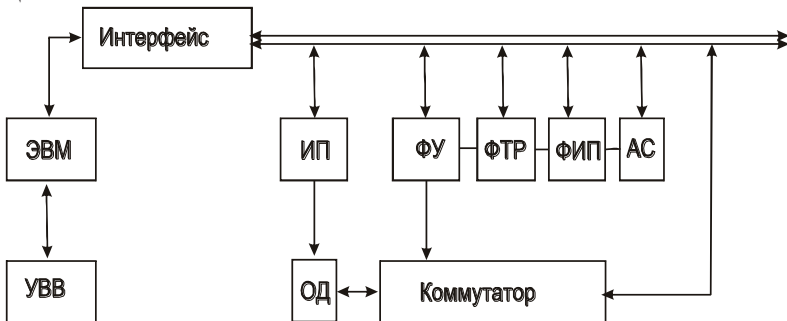 Интерфейс
ЭВМ
ИП
ФУ
ФТР
ФИП
АС
УВВ
ОД
Коммутатор